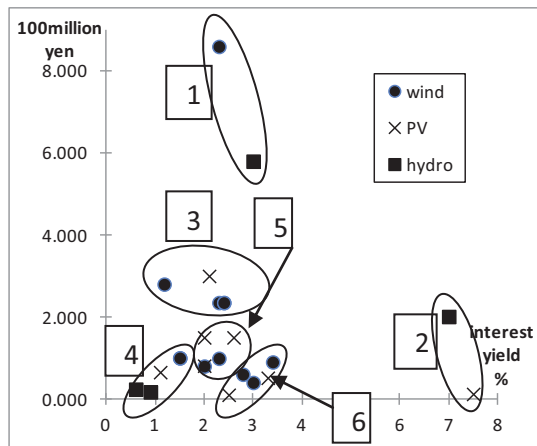 100million
yen
8.000
6.000
4.000
2.000
0.000
0 1 2 3 4 5 6 7 8
wind
PV
hydro
1
3
5
4
2
6
interest
yield
%